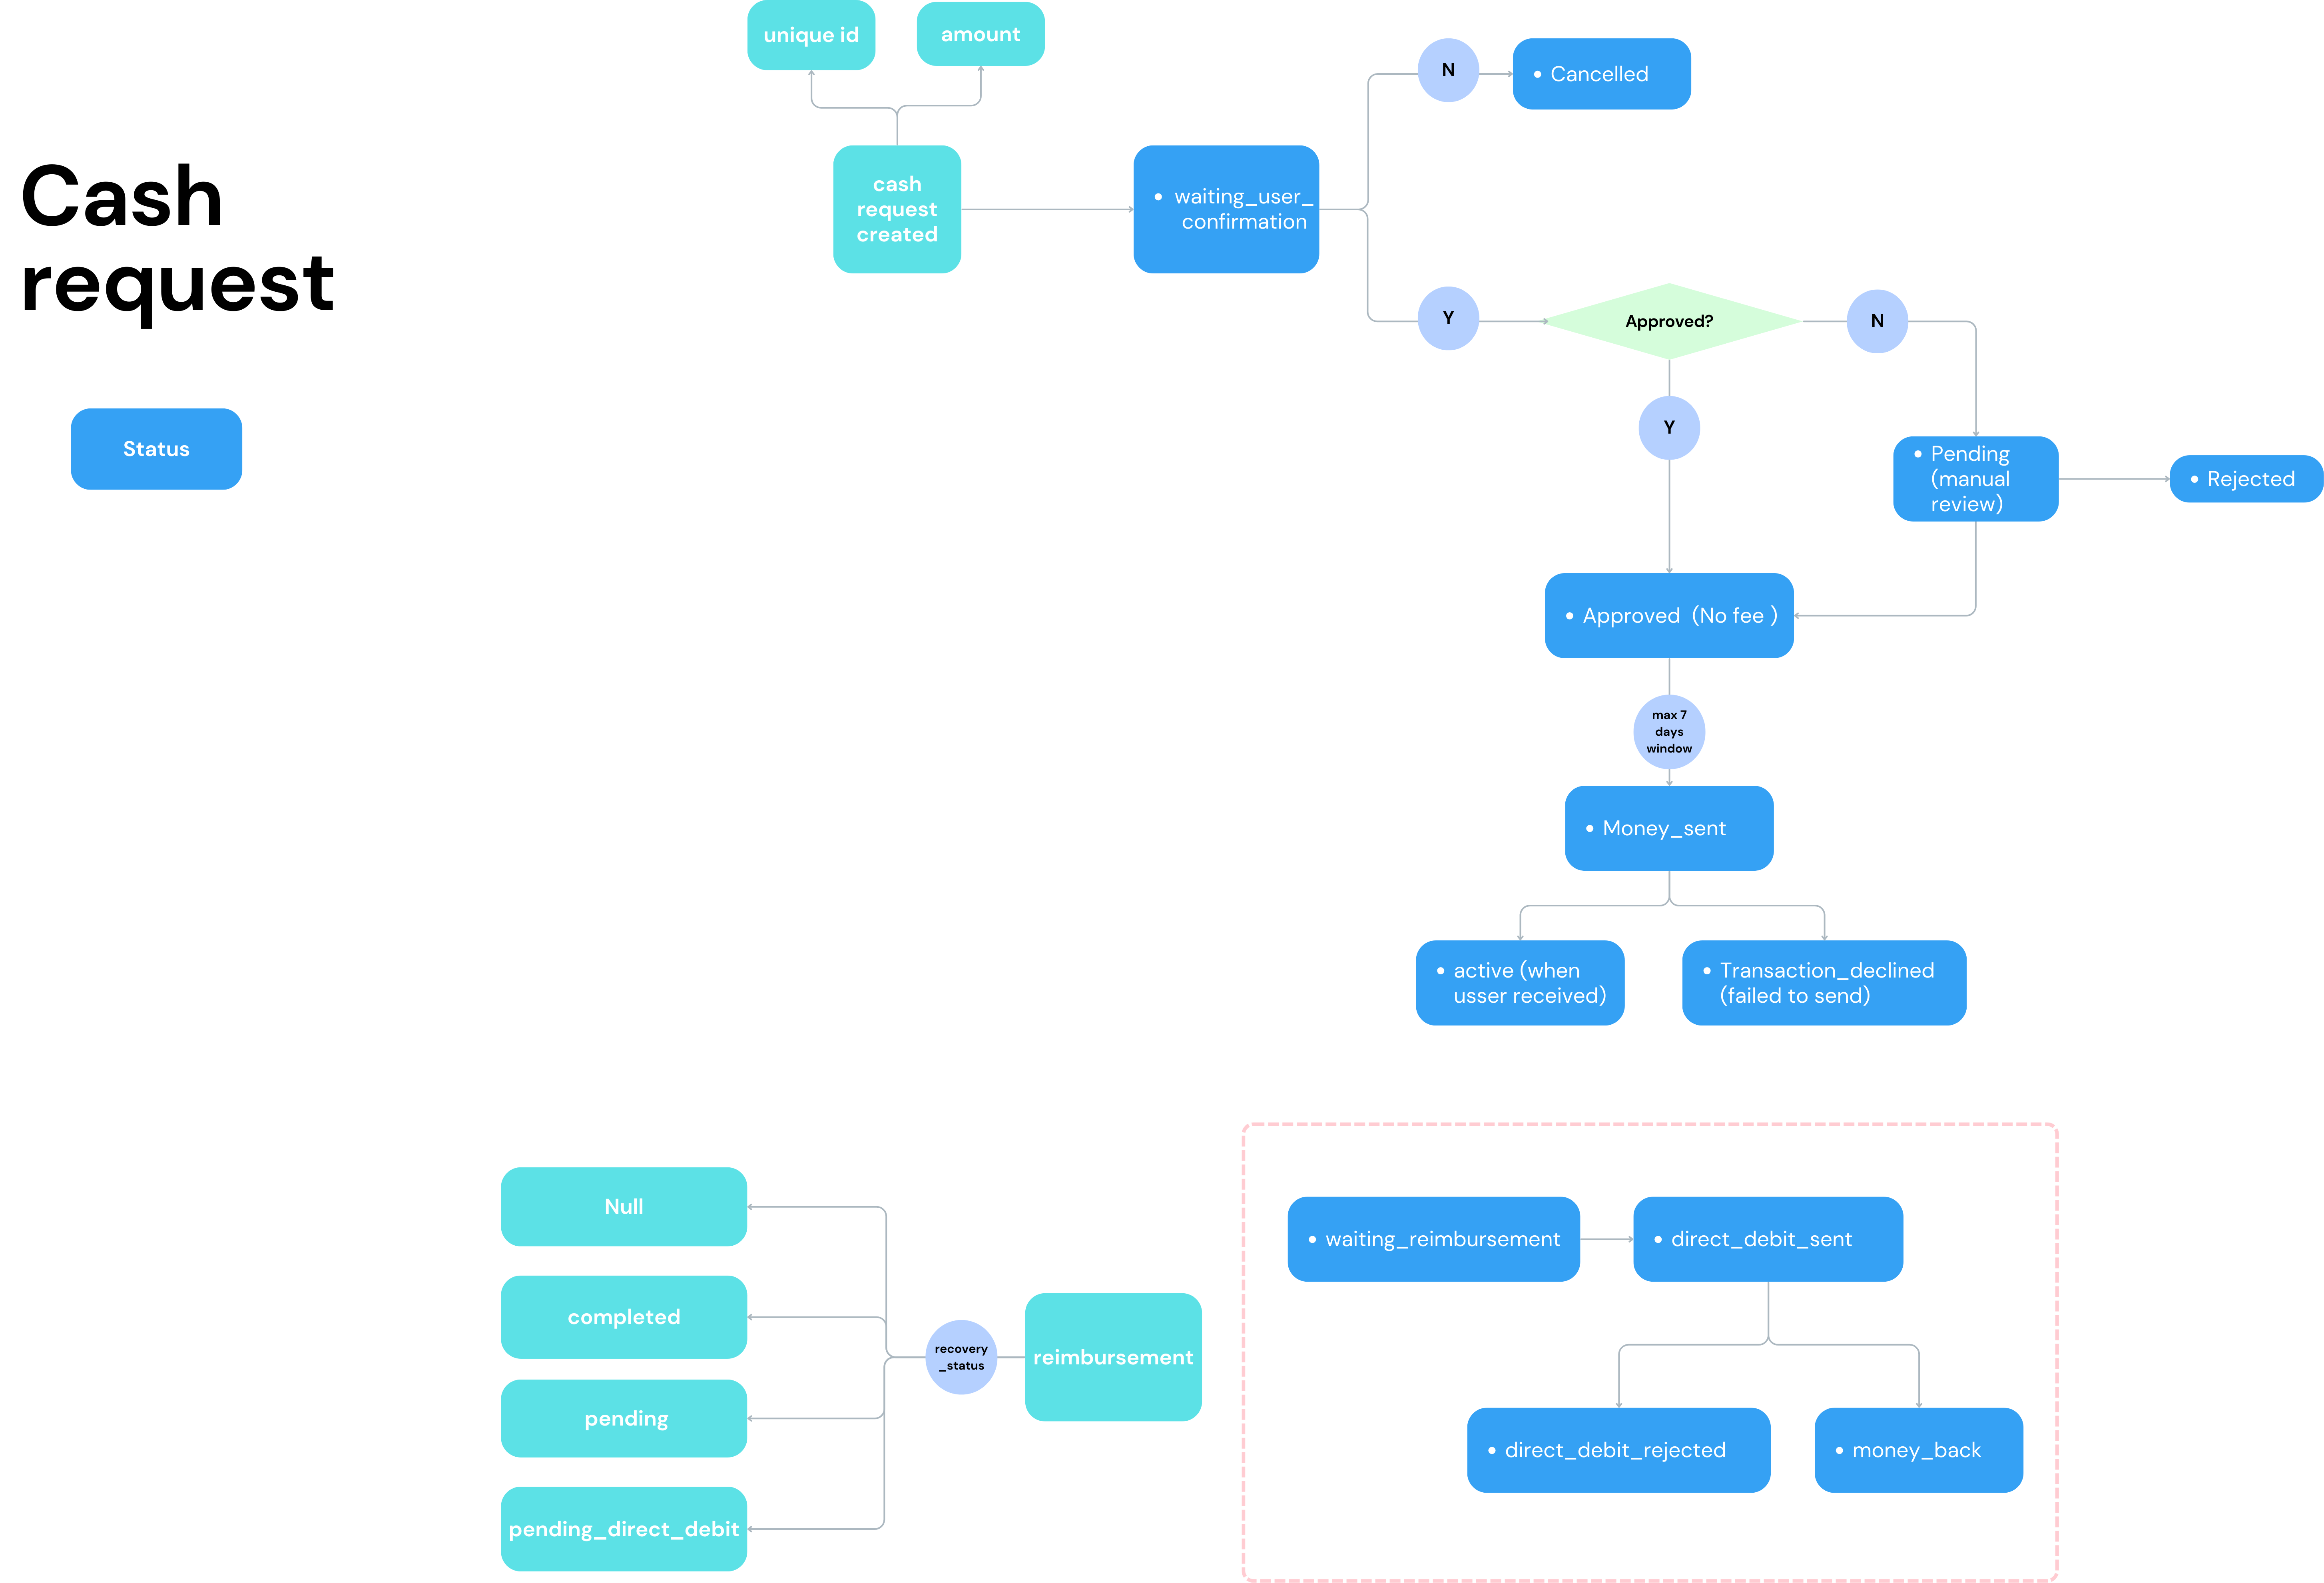 unique id
amount
N
• Cancelled
Cash
request
cash
request
created
• waiting_user_
confirmation
Y
Approved?
N
Y
Status
• Pending
(manual
review)
• Rejected
• Approved (No fee )
max 7
days
window
• Money_sent
• active (when
usser received)
• Transaction_declined
(failed to send)
Null
completed
pending
pending_direct_debit
recovery
_status
reimbursement
• waiting_reimbursement
• direct_debit_sent
• direct_debit_rejected
• money_back